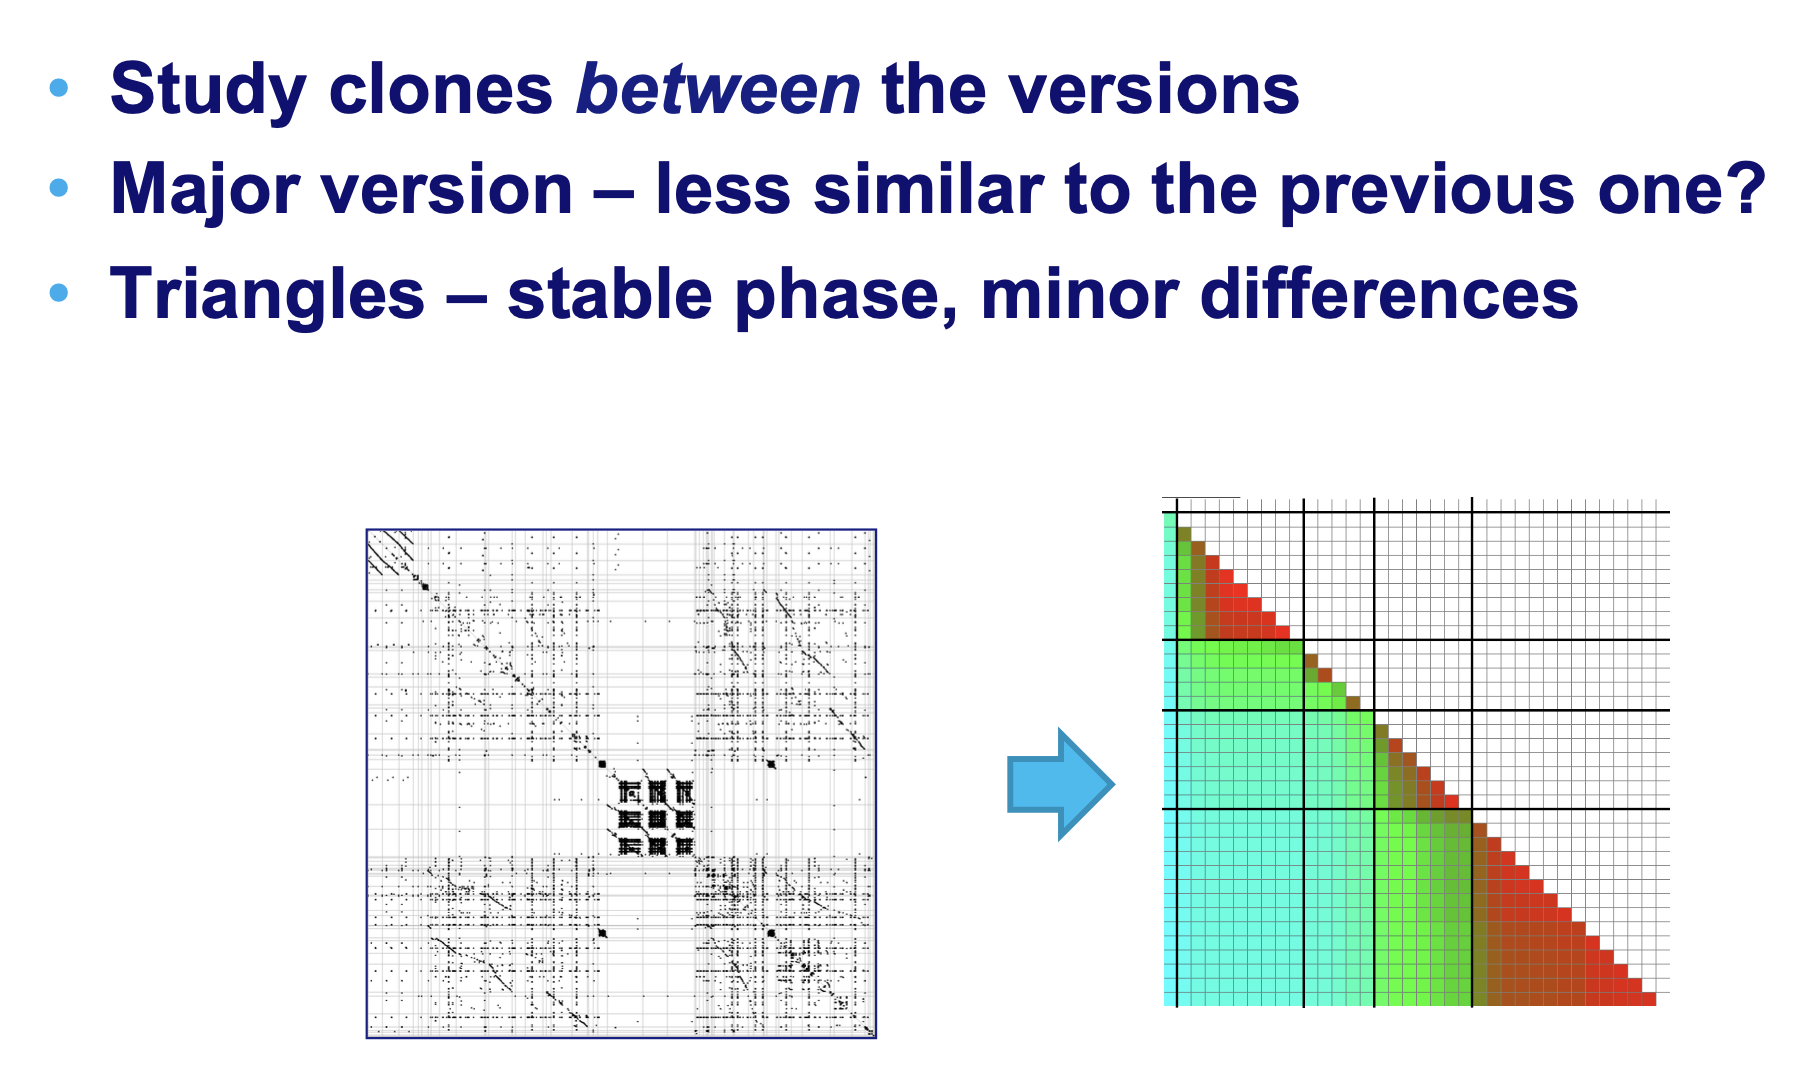 • Study clones between the versions
• Major version – less similar to the previous one?
• Triangles – stable phase, minor differences